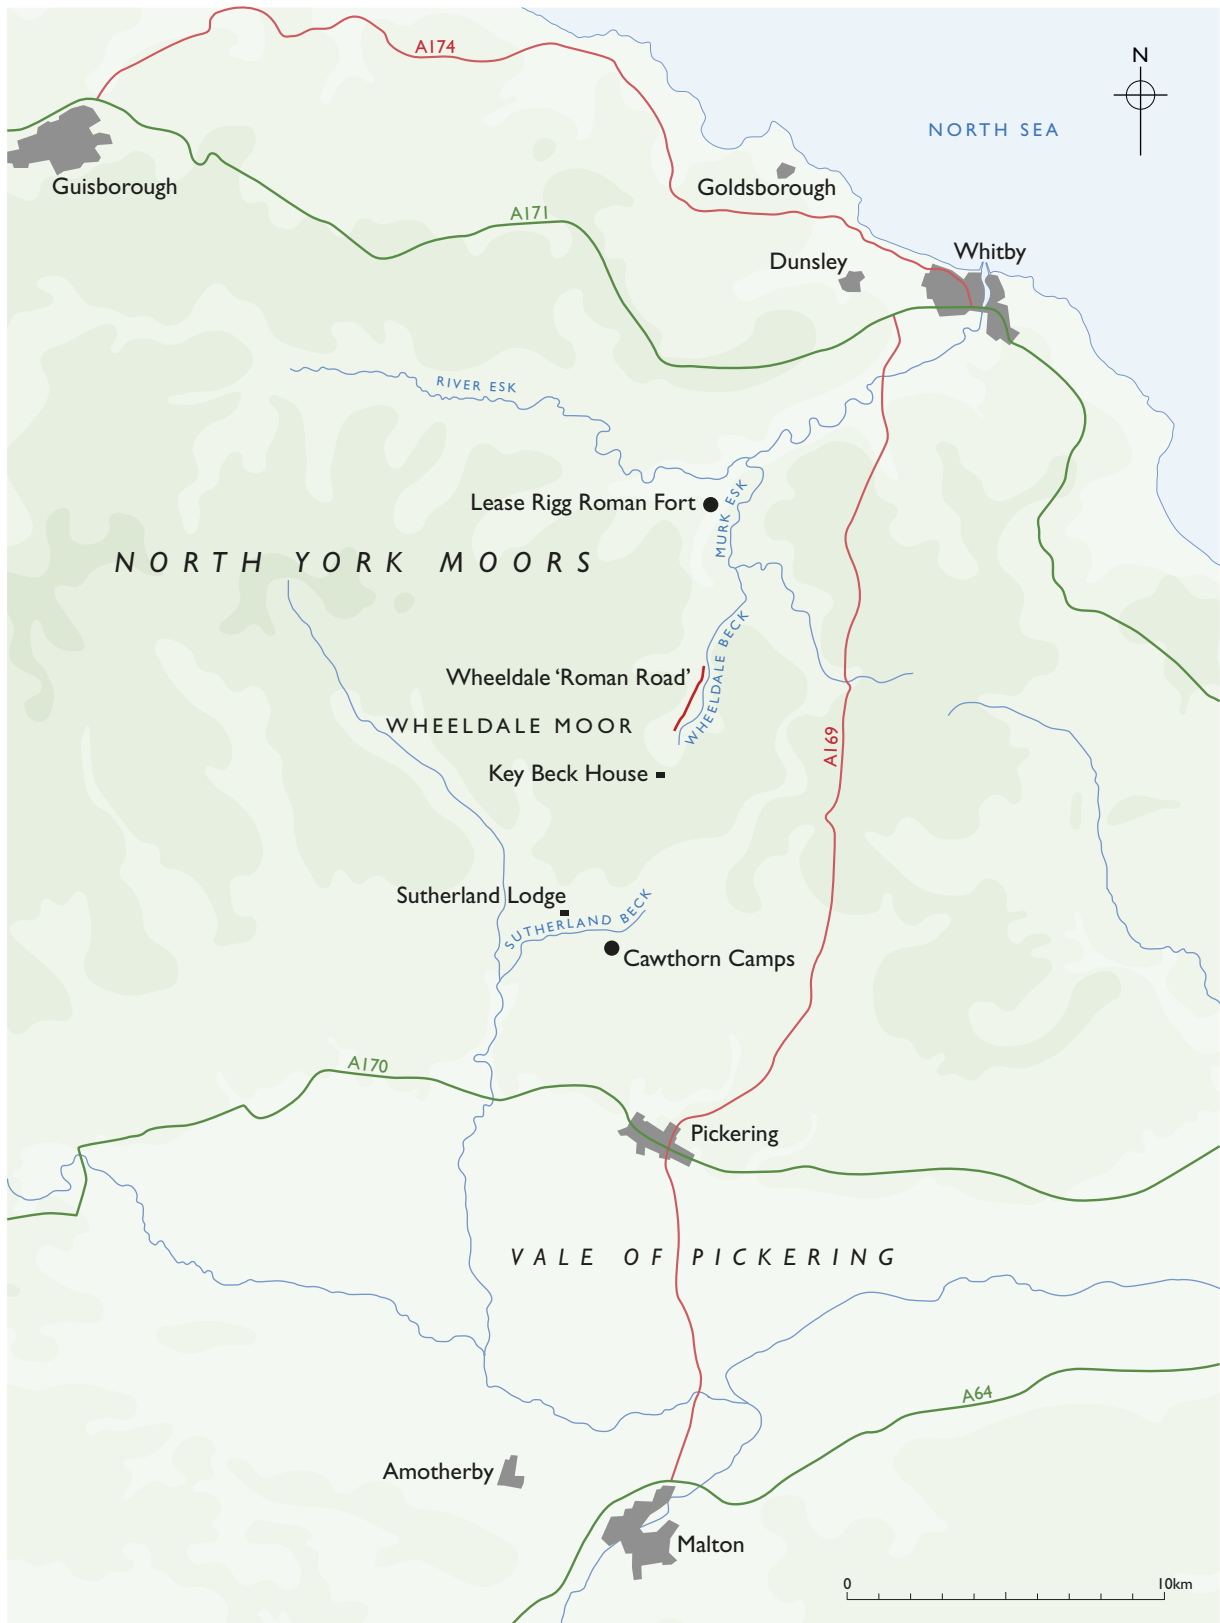 A174
N
NORTH SEA
Guisborough
Goldsborough
A171
Whitby
Dunsley
RIVER ESK
Lease Rigg Roman Fort
MURK ESK
NORTH YORK MOORS
WHEELDALE BECK
Wheeldale ‘Roman Road’
WHEELDALE MOOR
A169
Key Beck House
Sutherland Lodge
SUTHERLAND BECK
Cawthorn Camps
A170
Pickering
VALE OF PICKERING
A64
Amotherby
Malton
0 10km